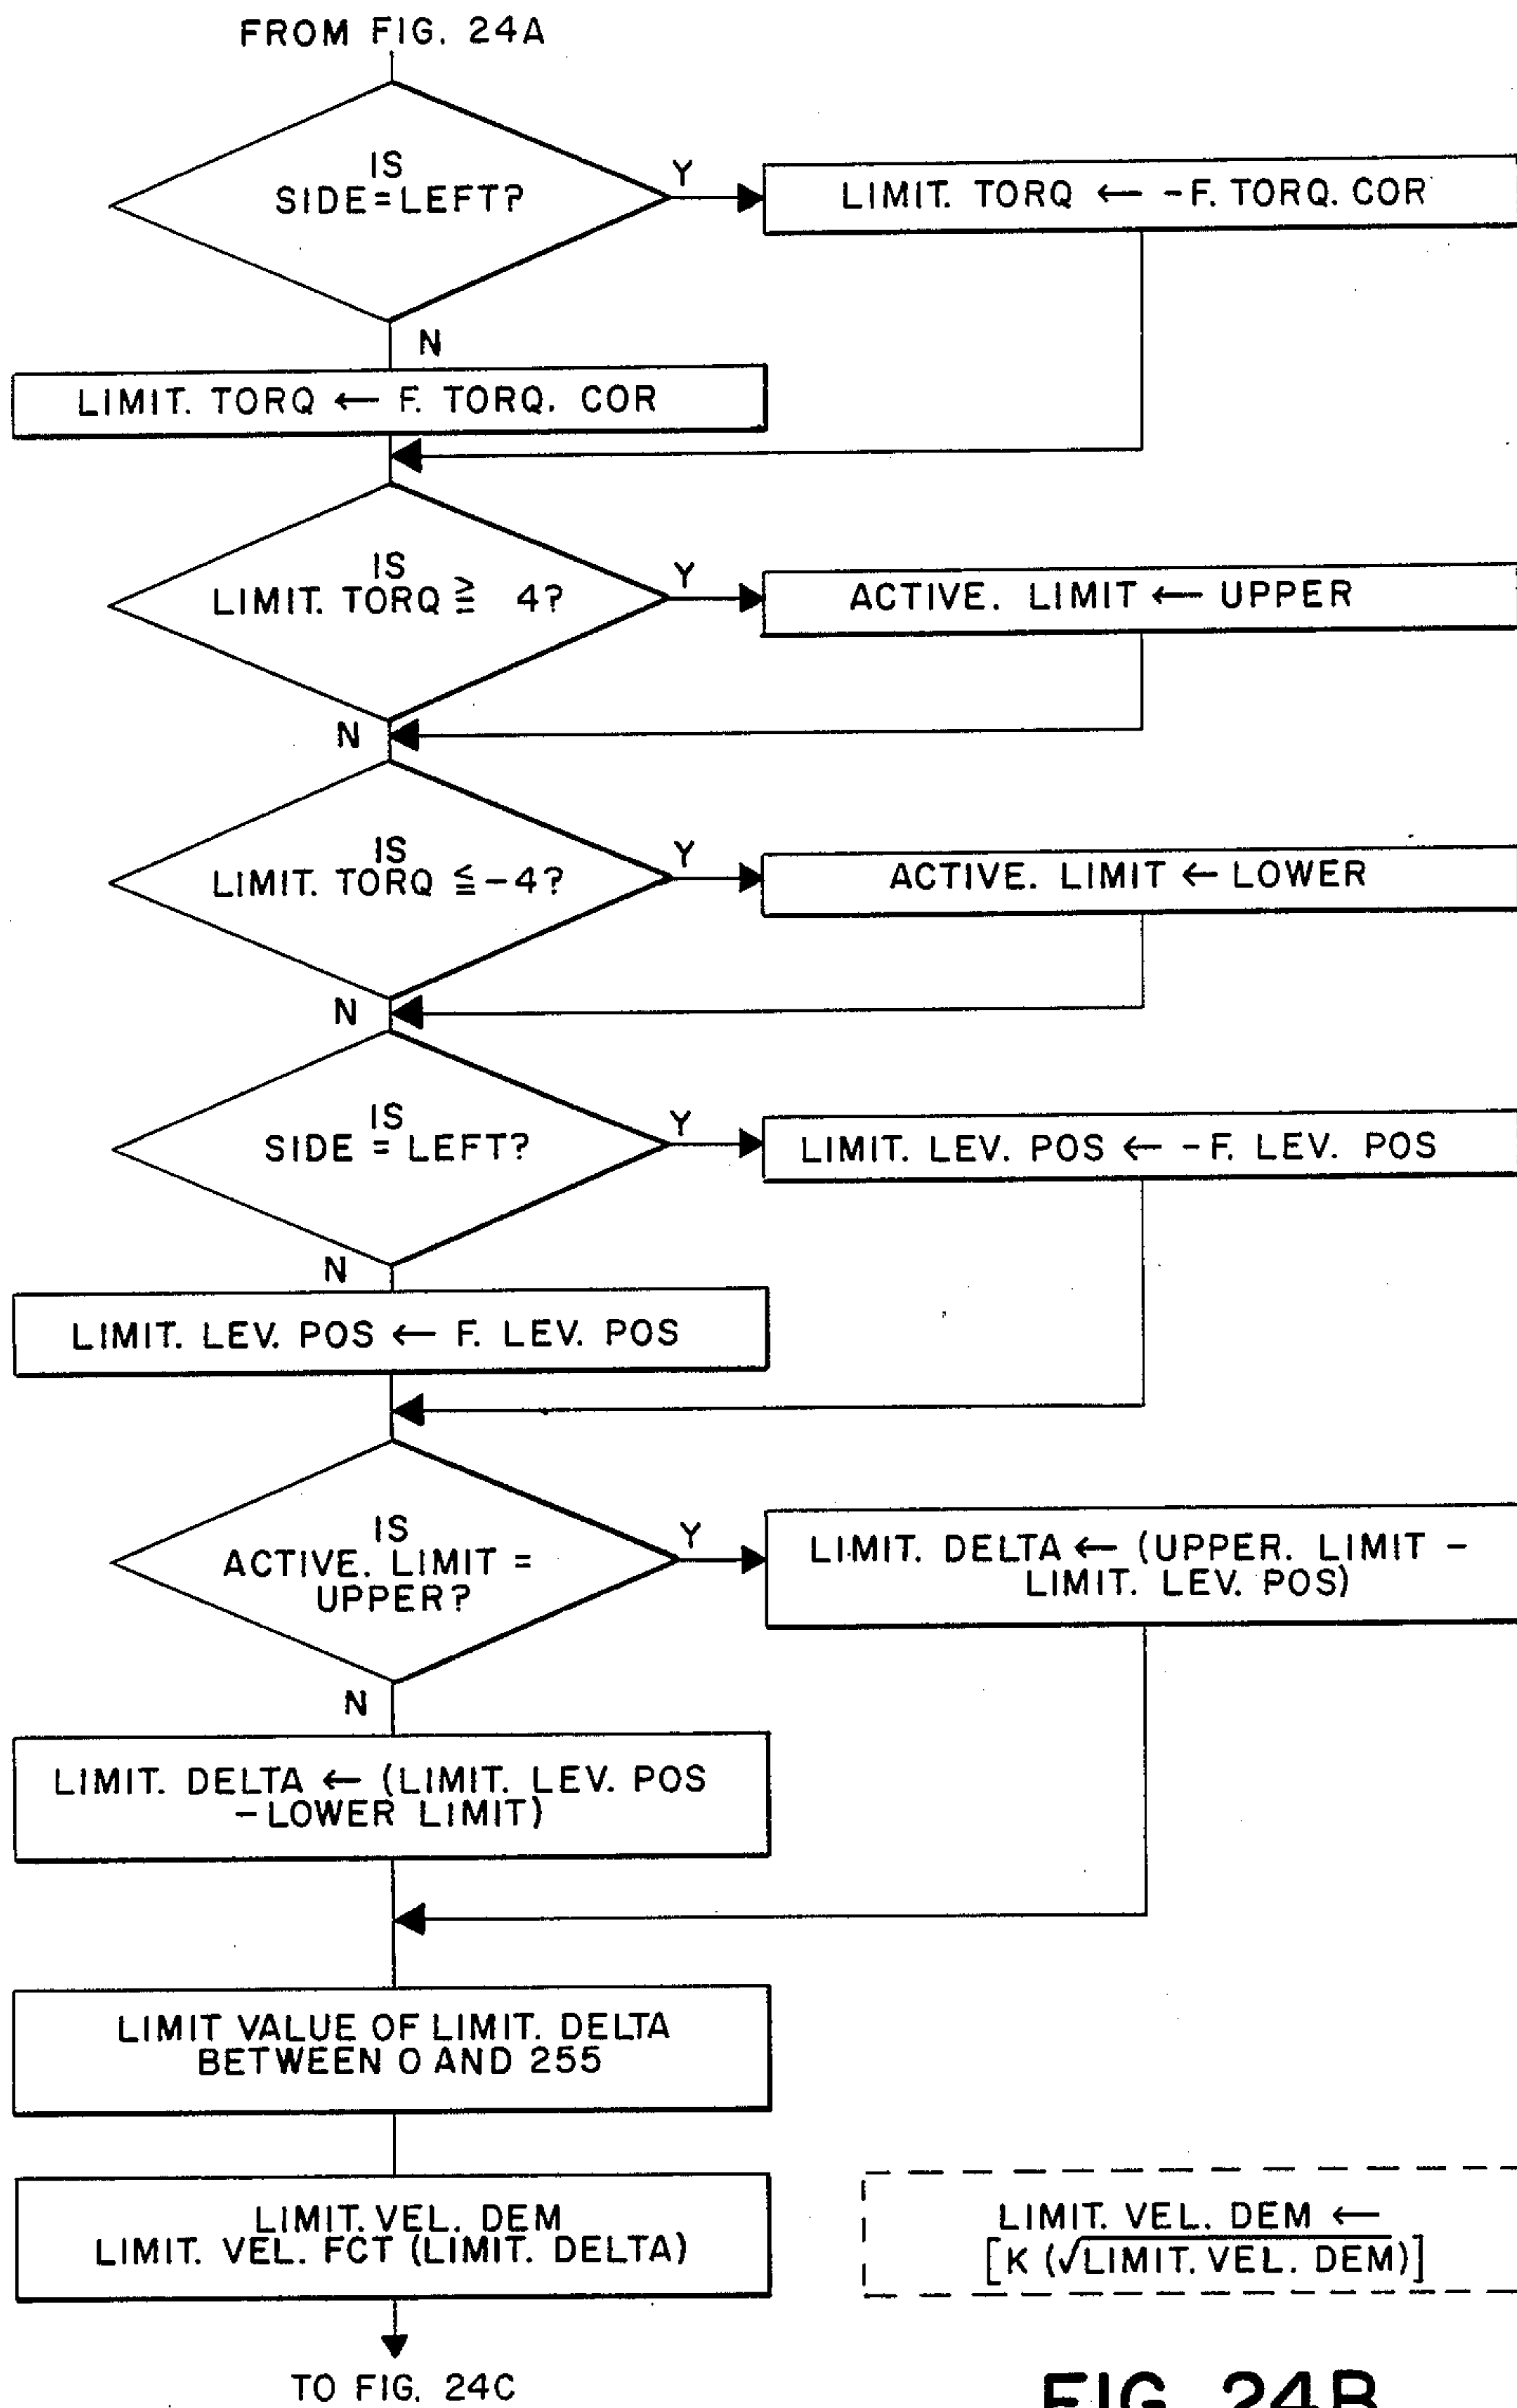 FROM FIG. 24A
IS
SIDE=LEFT?
Y
LIMIT. TORQ ← -F. TORQ. COR
N
LIMIT. TORQ ← F. TORQ. COR
IS
LIMIT. TORQ ≧ 4?
Y
ACTIVE. LIMIT ← UPPER
N
IS
LIMIT. TORQ ≦ -4?
Y
ACTIVE. LIMIT ← LOWER
N
IS
SIDE = LEFT?
Y
LIMIT. LEV. POS ← -F. LEV. POS
N
LIMIT. LEV. POS ← F. LEV. POS
IS
ACTIVE. LIMIT =
UPPER?
Y
LIMIT. DELTA ← (UPPER. LIMIT -
LIMIT. LEV. POS)
N
LIMIT. DELTA ← (LIMIT. LEV. POS
-LOWER LIMIT)
LIMIT VALUE OF LIMIT. DELTA
BETWEEN 0 AND 255
LIMIT. VEL. DEM
LIMIT. VEL. FCT (LIMIT. DELTA)
LIMIT. VEL. DEM ←
[K (√LIMIT. VEL. DEM)]
TO FIG. 24C
FIG. 24B